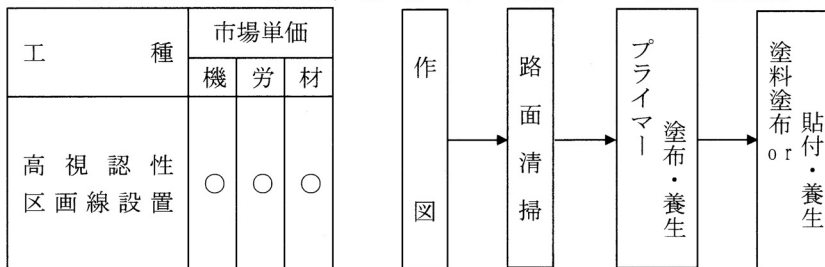 工種
市場単価
機 労 材
高視認性
区画線設置
○ ○ ○
作図
路面清掃
プライマー
塗布・養生
塗料塗布or
貼付・養生